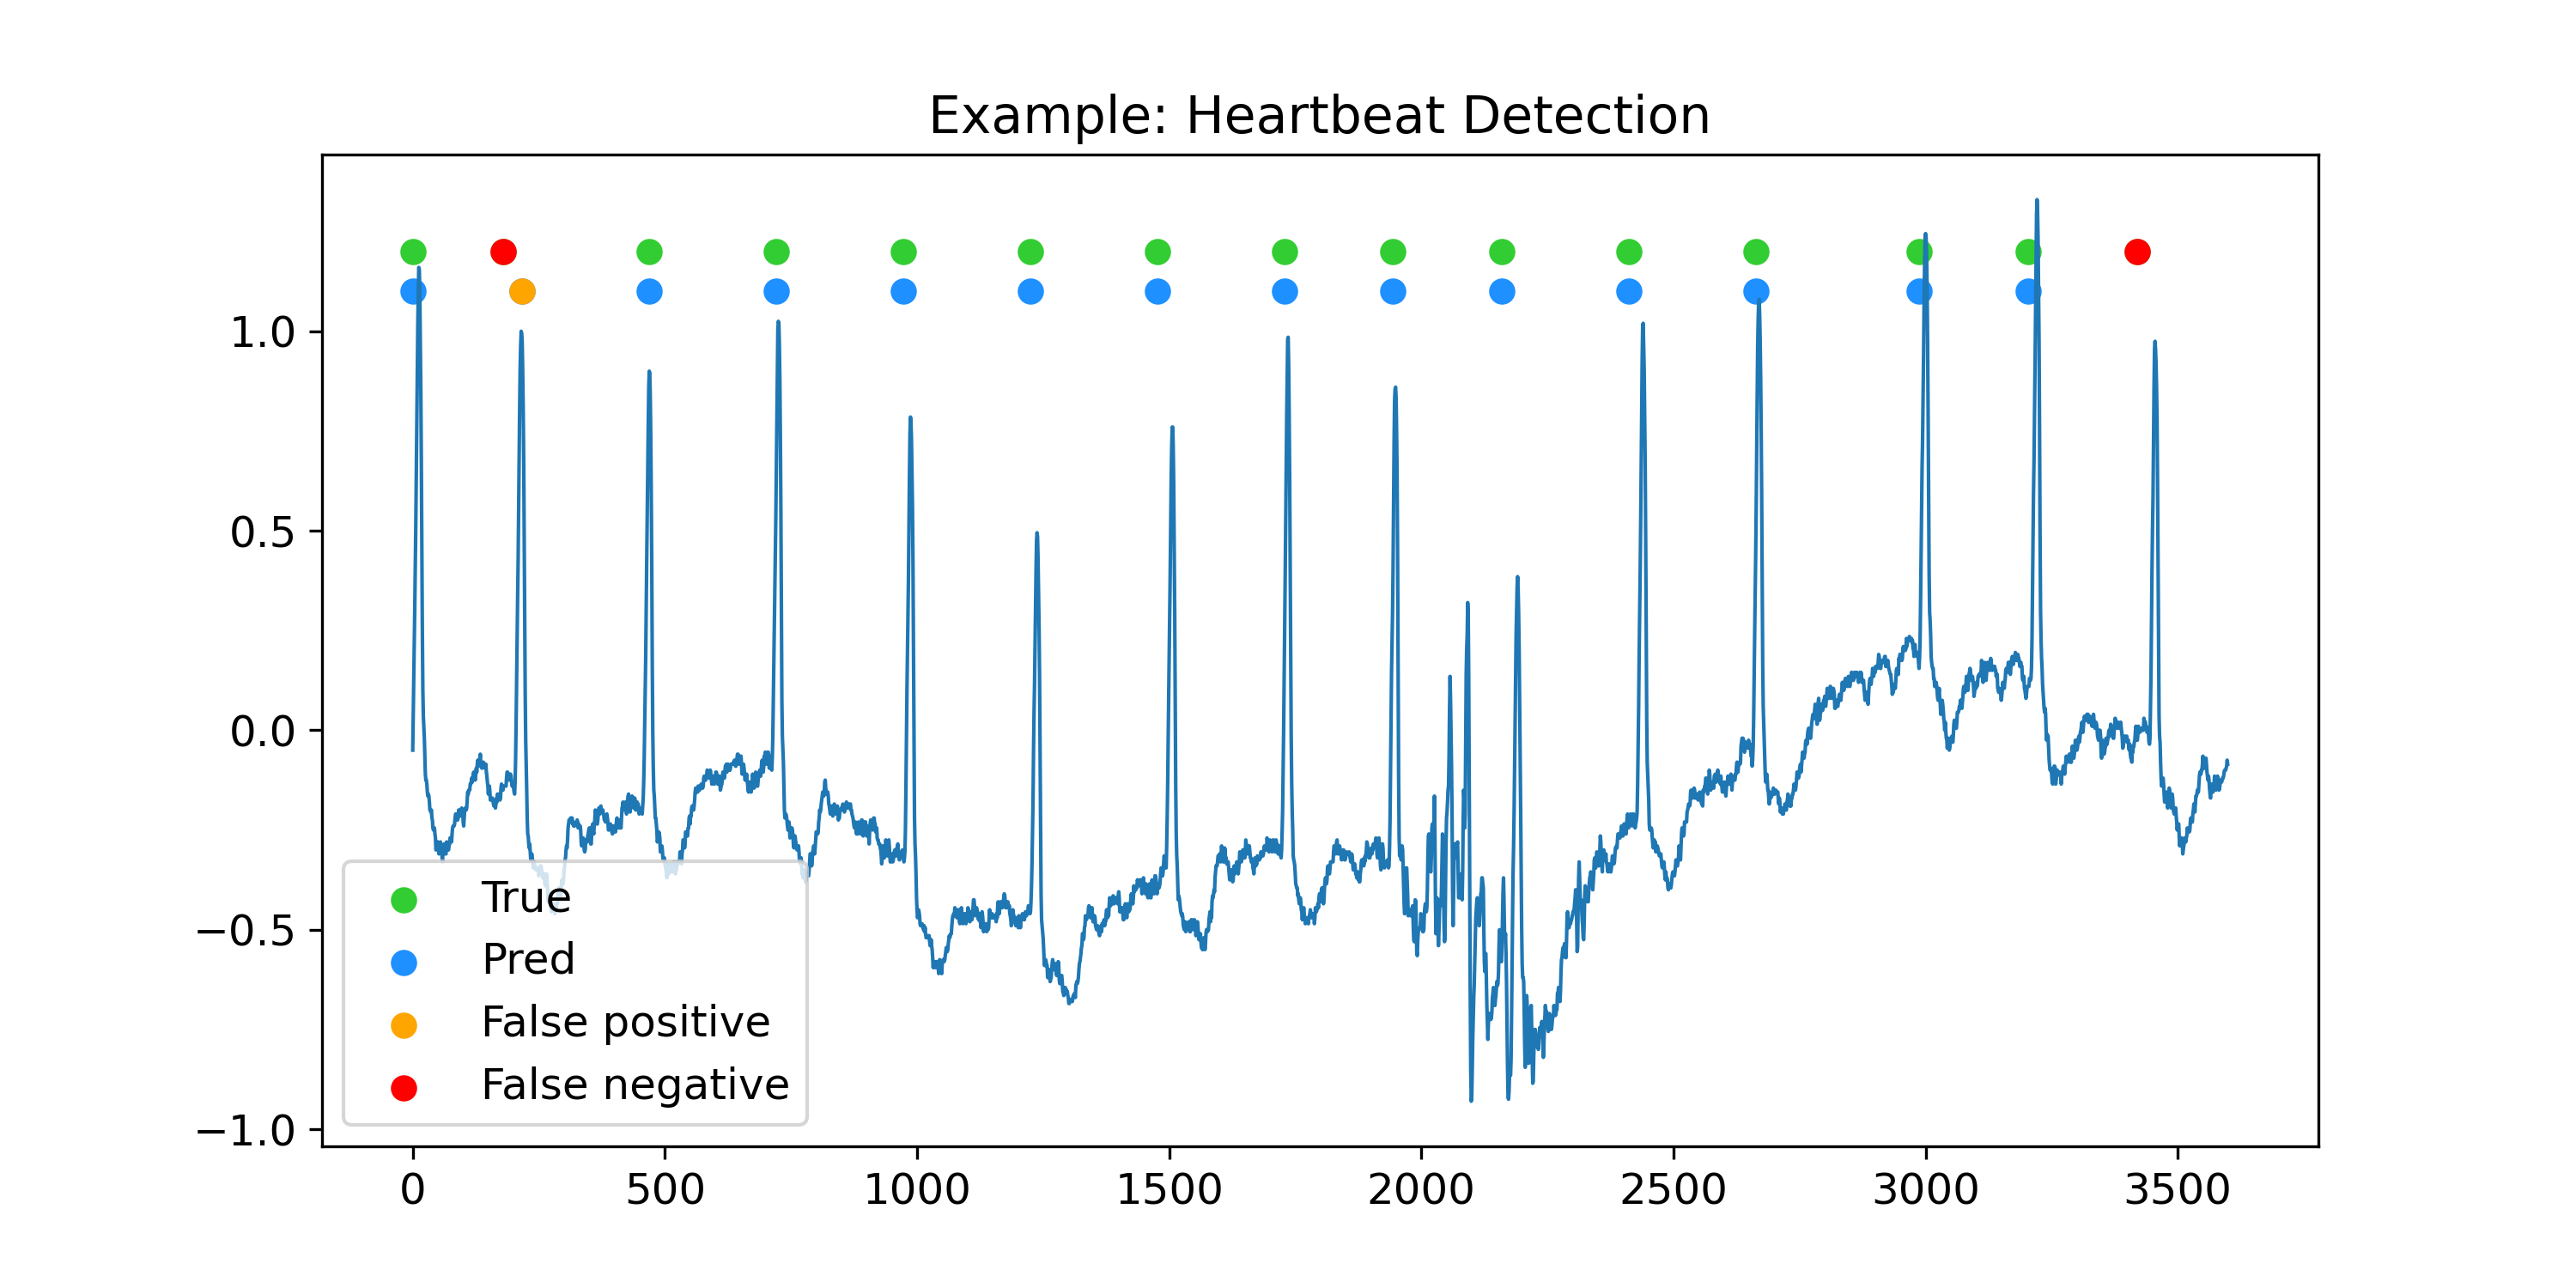 Example: Heartbeat Detection
1.0
0.5
0.0
−0.5
−1.0
True
Pred
False positive
False negative
0 500 1000 1500 2000 2500 3000 3500